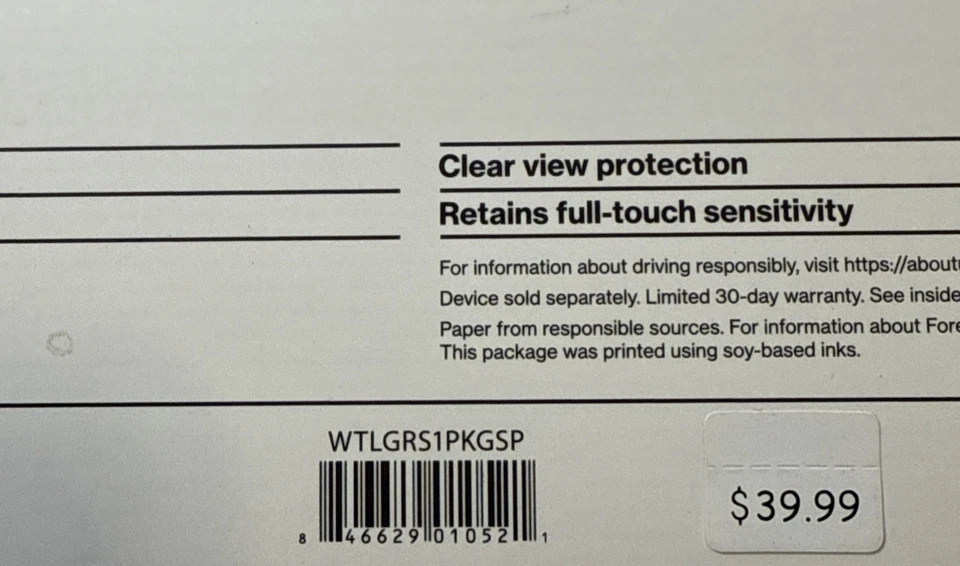 Clear view protection
Retains full-touch sensitivity
For information about driving responsibly, visit https://about
Device sold separately. Limited 30-day warranty. See inside
Paper from responsible sources. For information about Fore
This package was printed using soy-based inks.
WTLGRS1PKGSP
8 46629 01052 1
$39.99